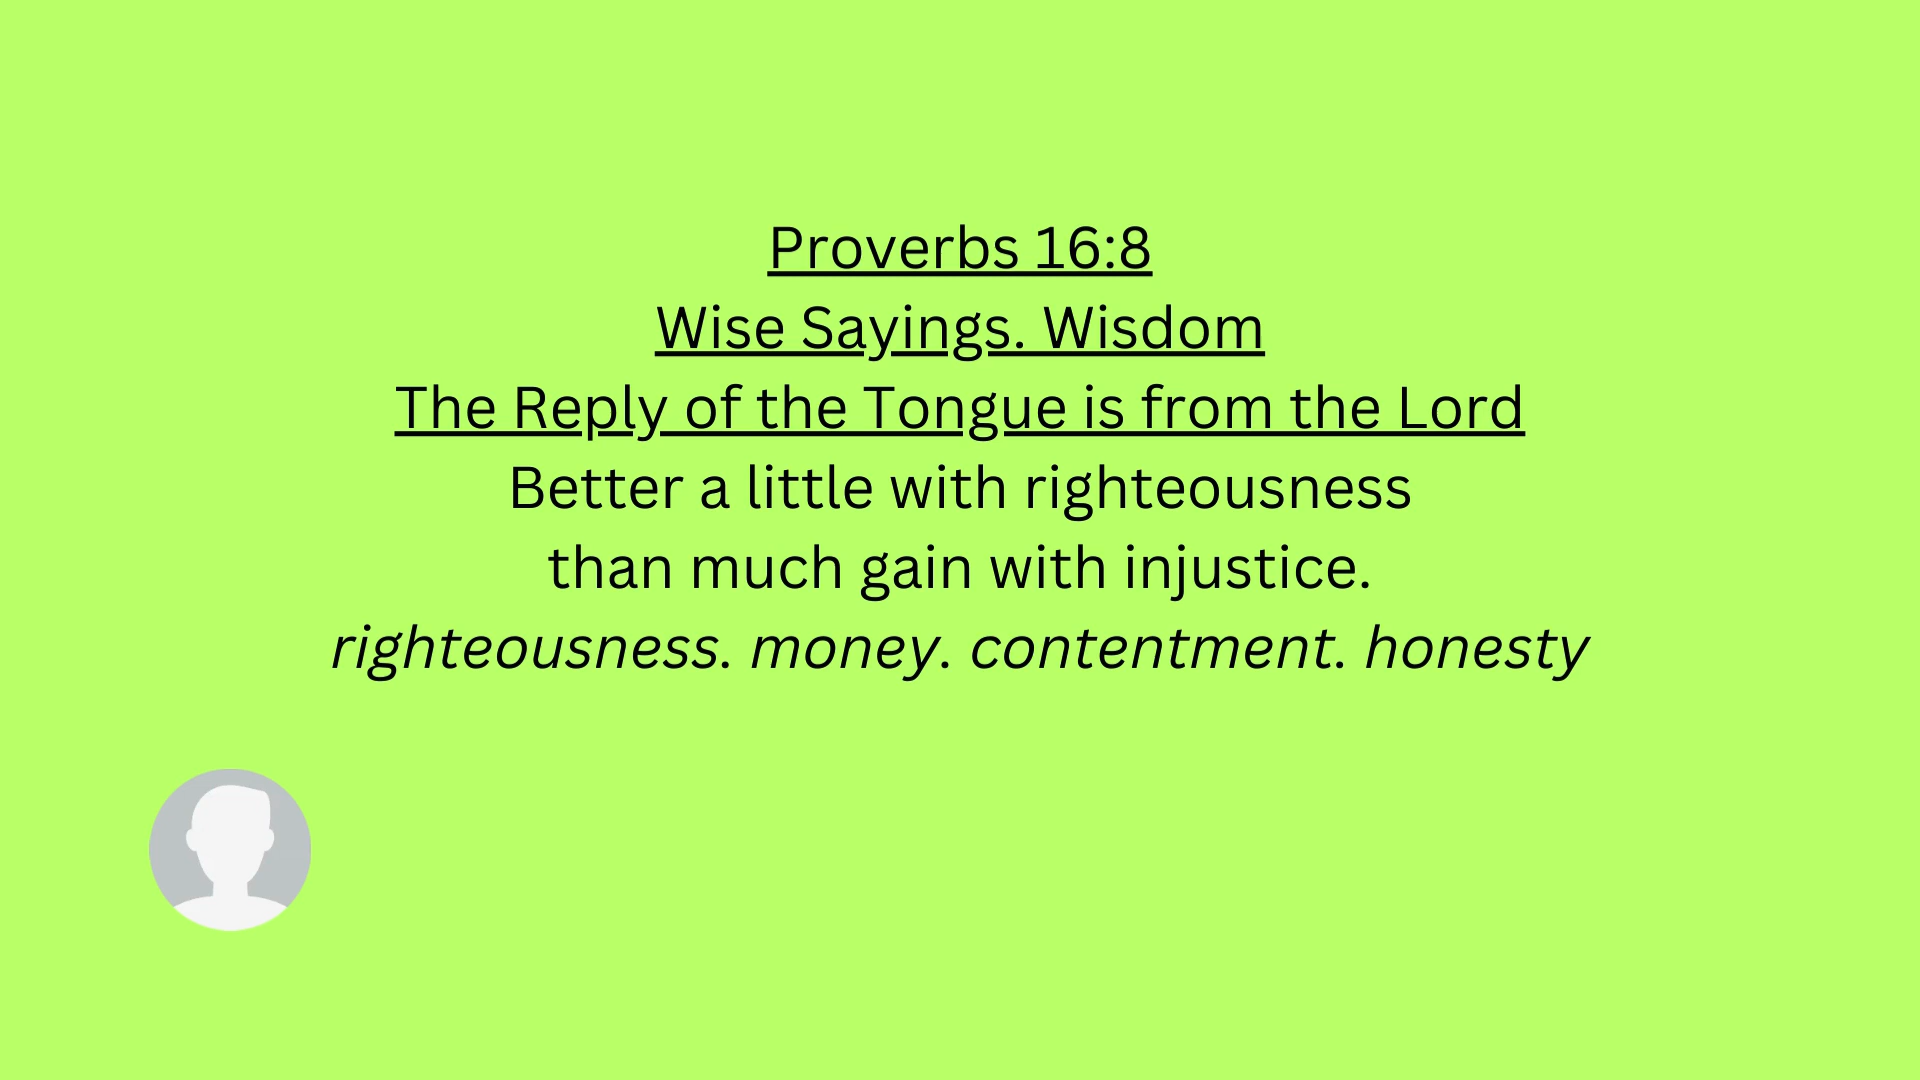 Proverbs 16:8
Wise Sayings. Wisdom
The Reply of the Tongue is from the Lord
Better a little with righteousness
than much gain with injustice.
righteousness. money. contentment. honesty